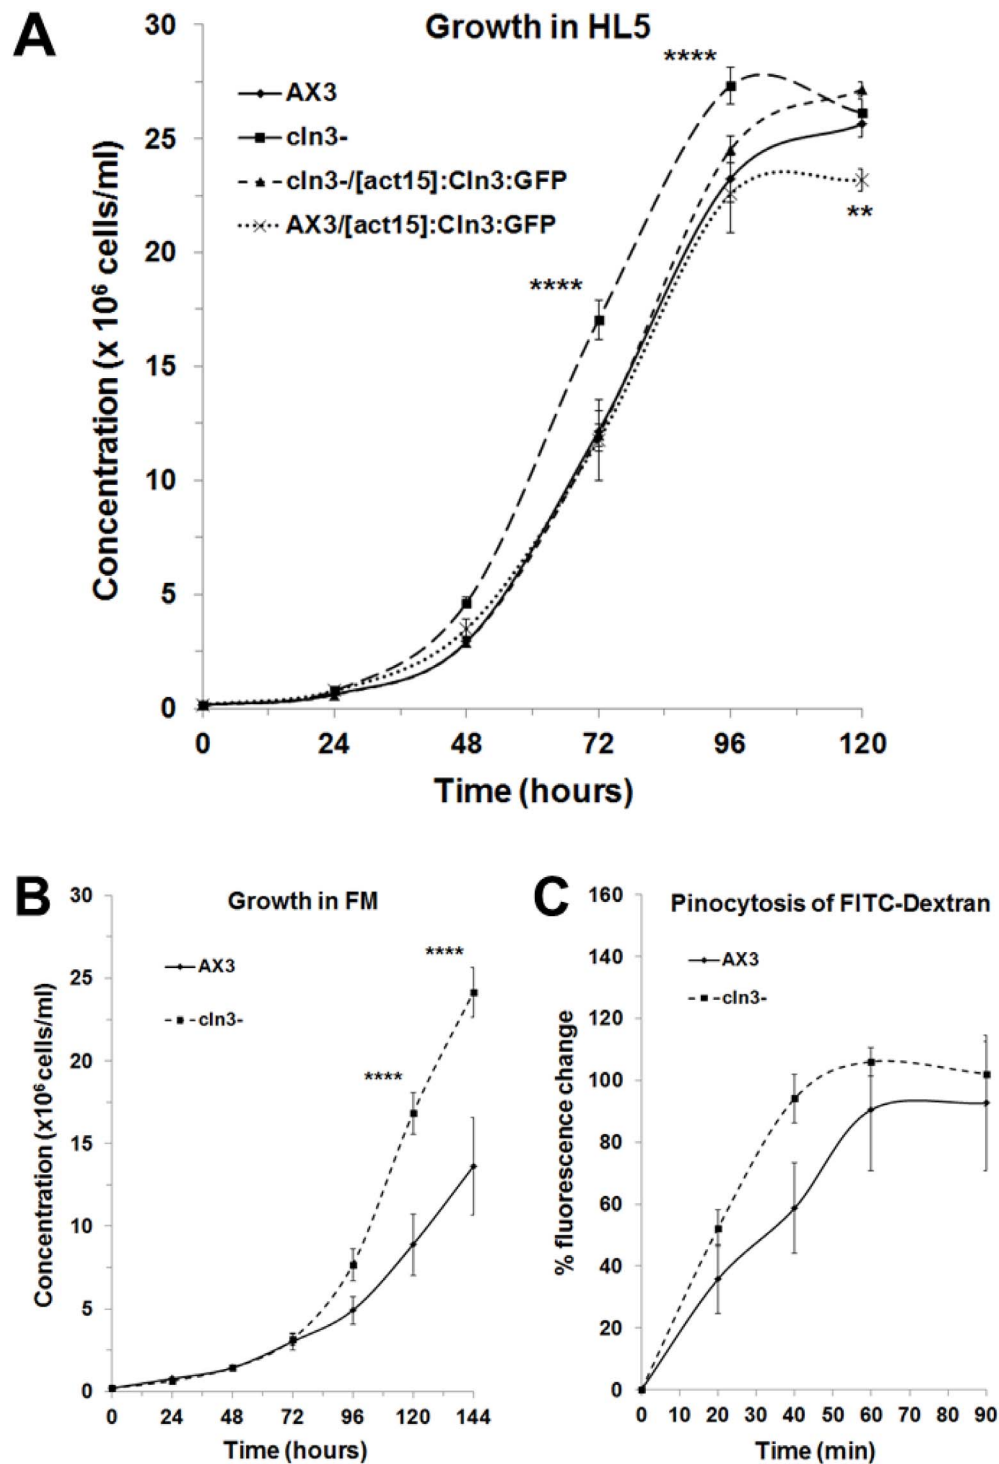 A
Growth in HL5
AX3
cln3-
cln3-/[act15]:Cln3:GFP
AX3/[act15]:Cln3:GFP
****
****
**
30
25
20
15
10
5
0
Concentration (x 10⁶ cells/ml)
0 24 48 72 96 120
Time (hours)
B
Growth in FM
AX3
cln3-
****
****
30
25
20
15
10
5
0
Concentration (x10⁶ cells/ml)
0 24 48 72 96 120 144
Time (hours)
C
Pinocytosis of FITC-Dextran
AX3
cln3-
160
140
120
100
80
60
40
20
0
% fluorescence change
0 10 20 30 40 50 60 70 80 90
Time (min)